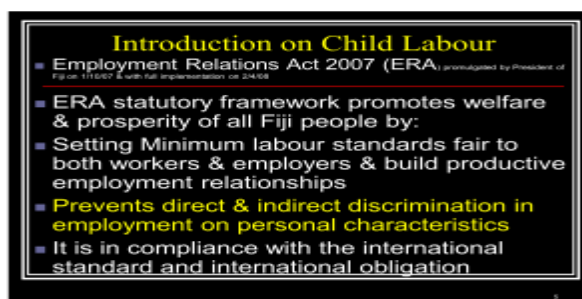 Introduction on Child Labour
Employment Relations Act 2007 (ERA) promulgated by President of
Fiji on 1/10/07 & with full implementation on 2/4/08
ERA statutory framework promotes welfare
& prosperity of all Fiji people by:
Setting Minimum labour standards fair to
both workers & employers & build productive
employment relationships
Prevents direct & indirect discrimination in
employment on personal characteristics
It is in compliance with the international
standard and international obligation
5